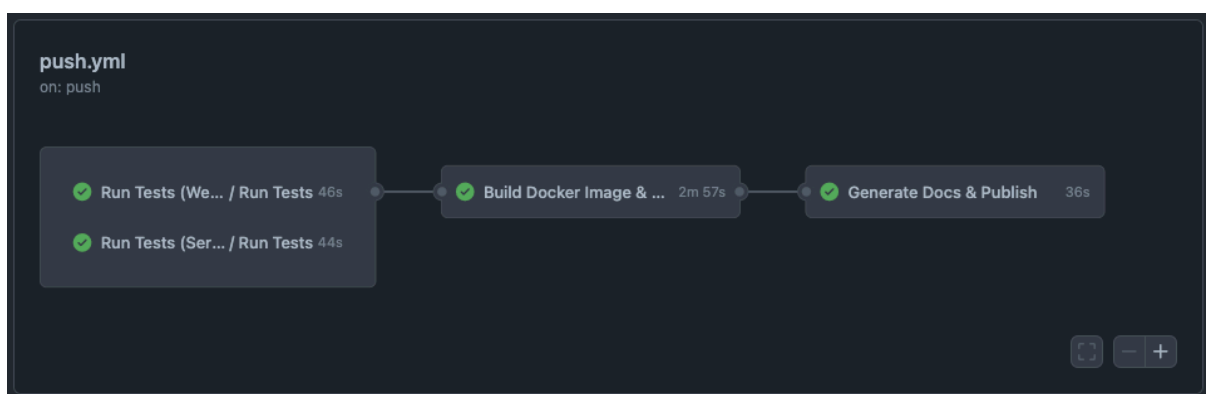 push.yml
on: push
Run Tests (We... / Run Tests 46s
Run Tests (Ser... / Run Tests 44s
Build Docker Image & ... 2m 57s
Generate Docs & Publish 36s